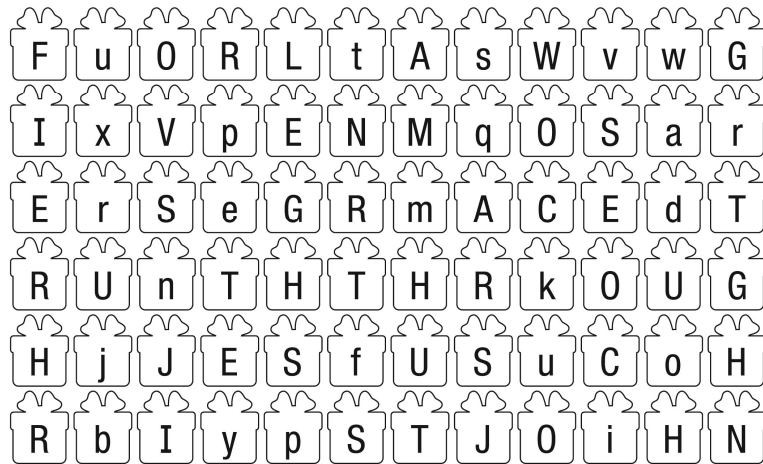 F u O R L t A s W v w G
I x V p E N M q O S a r
E r S e G R m A C E d T
R U n T H T H R k O U G
H j J E S f U S u C o H
R b I y p S T J O i H N